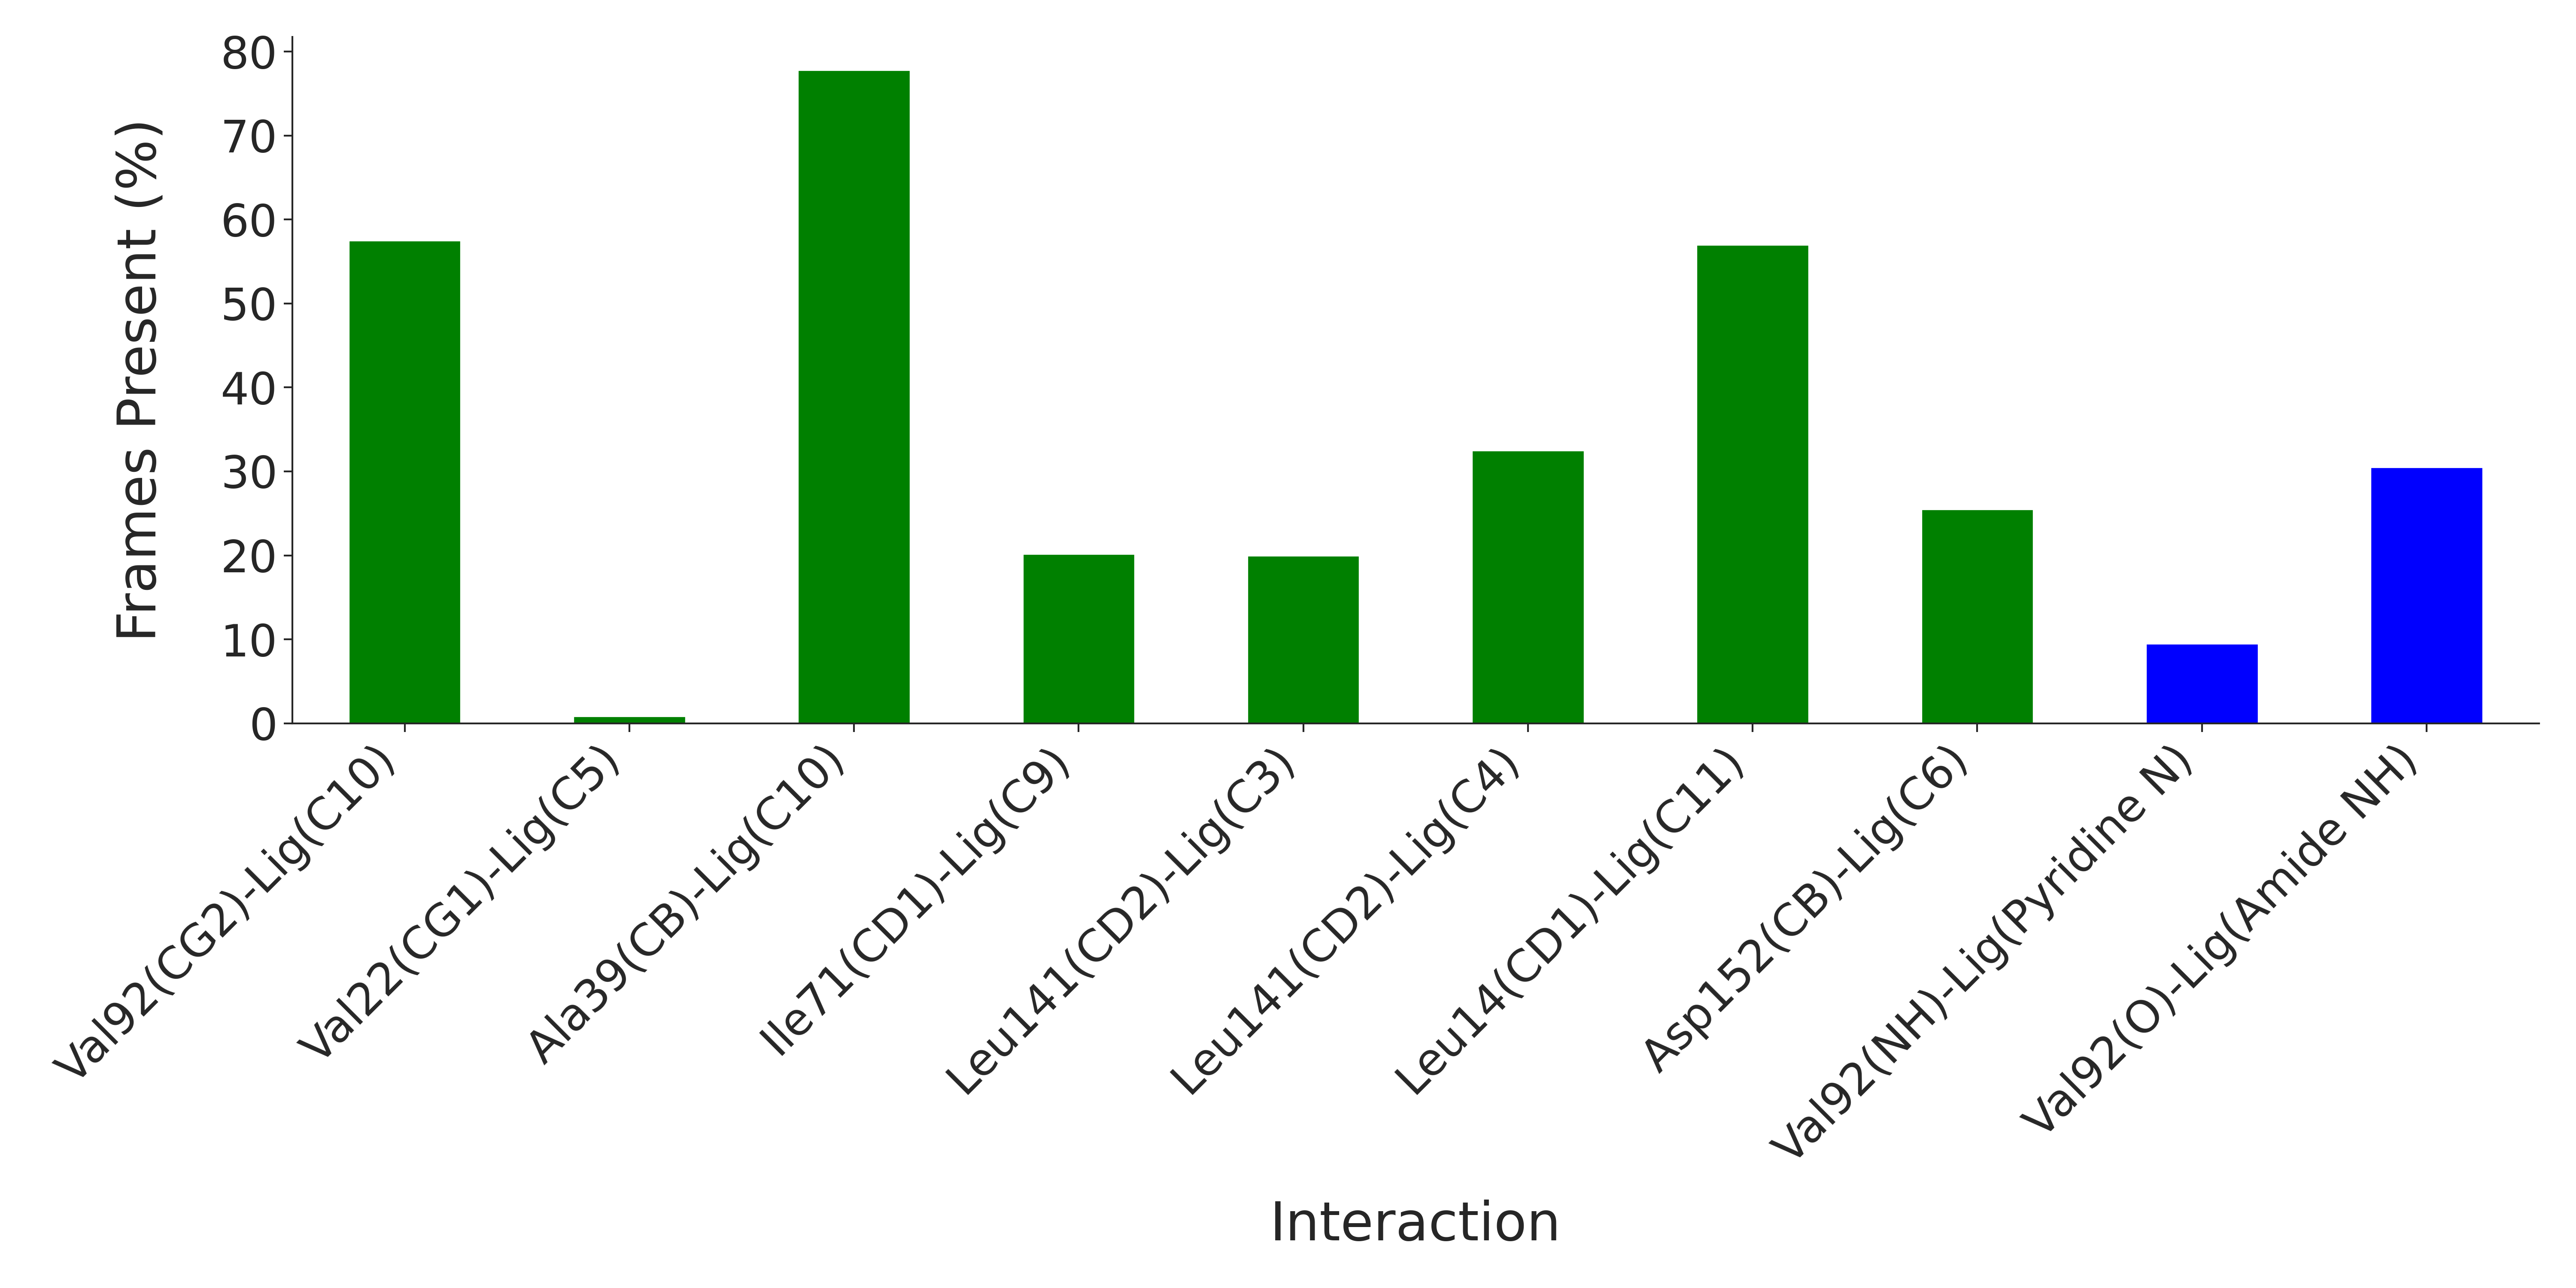 Frames Present (%)
80
70
60
50
40
30
20
10
0
Val92(CG2)-Lig(C10)
Val22(CG1)-Lig(C5)
Ala39(CB)-Lig(C10)
Ile71(CD1)-Lig(C9)
Leu141(CD2)-Lig(C3)
Leu141(CD2)-Lig(C4)
Leu14(CD1)-Lig(C11)
Asp152(CB)-Lig(C6)
Val92(NH)-Lig(Pyridine N)
Val92(O)-Lig(Amide NH)
Interaction